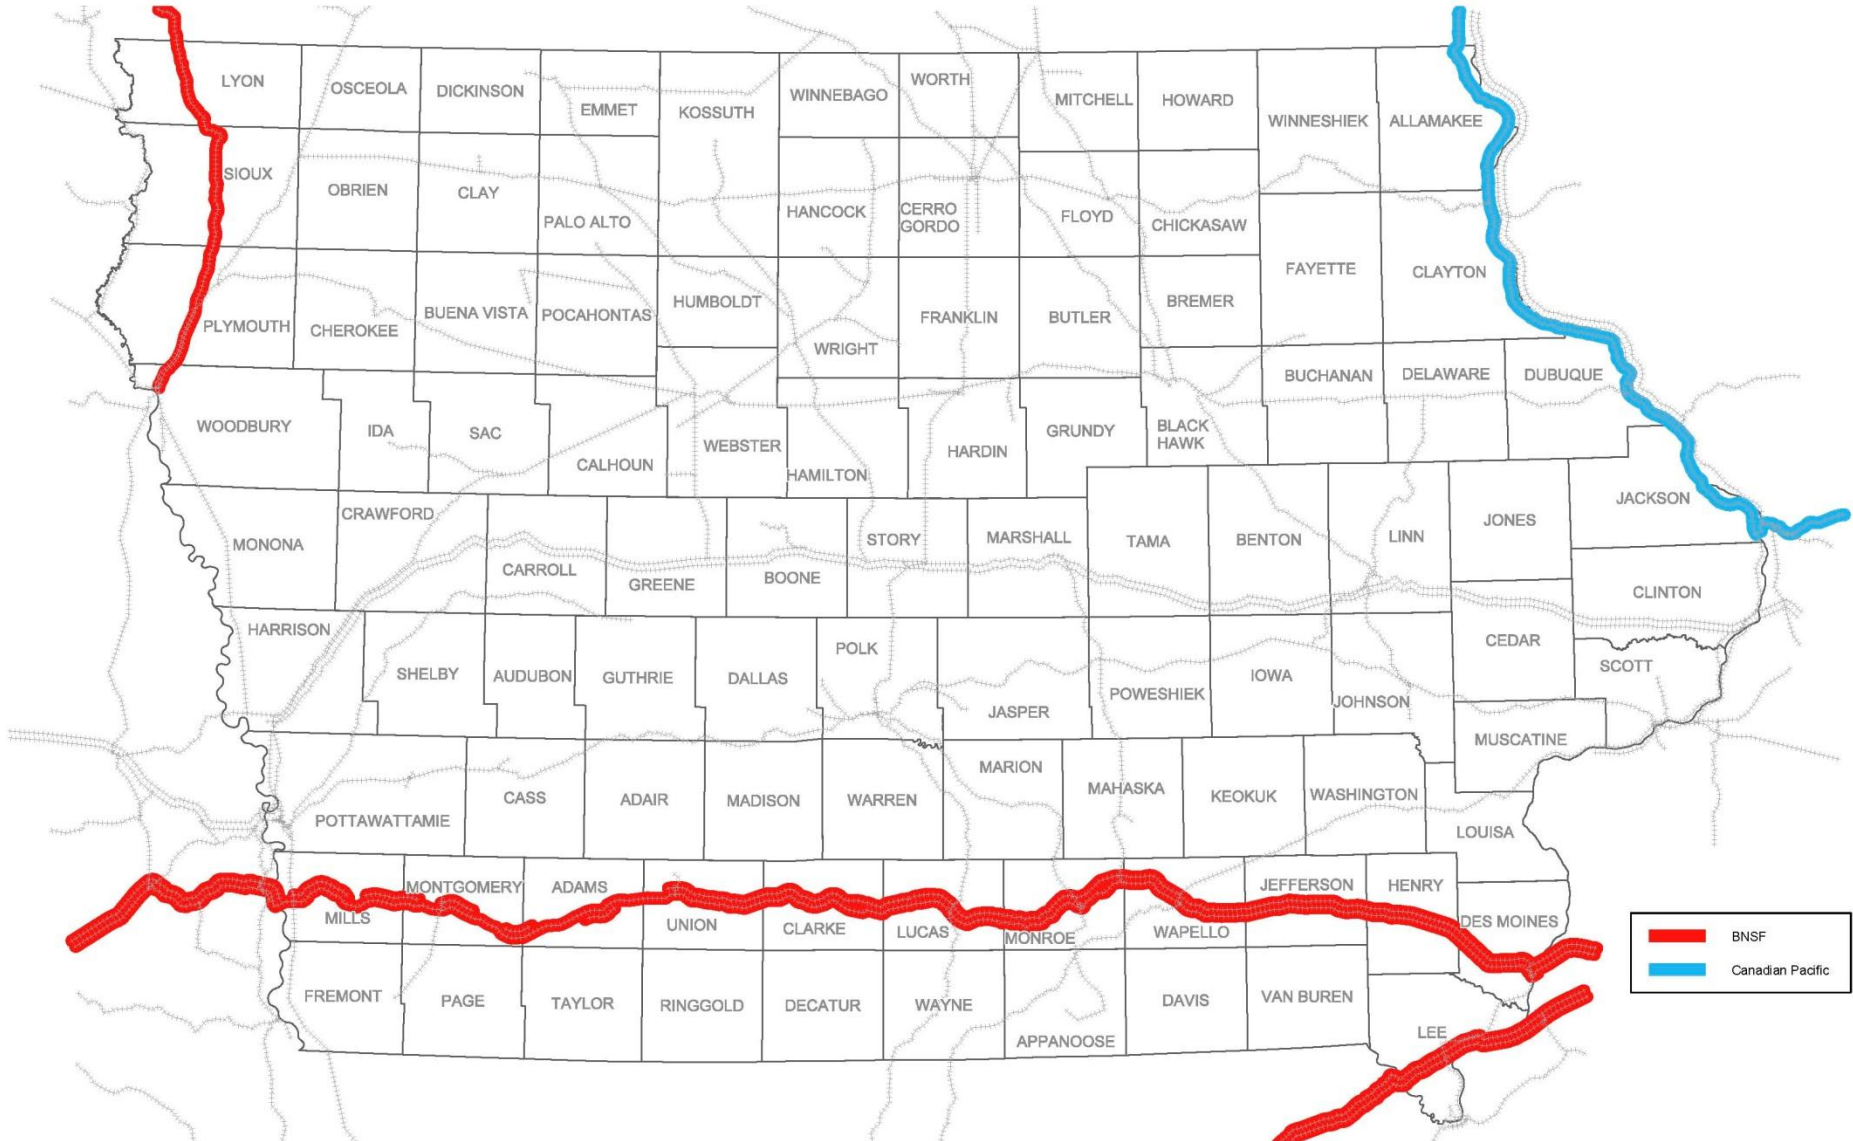 LYON
OSCEOLA
DICKINSON
EMMET
KOSSUTH
WINNEBAGO
WORTH
MITCHELL
HOWARD
WINNESHIEK
ALLAMAKEE
SIOUX
OBRIEN
CLAY
PALO ALTO
HANCOCK
CERRO
GORDO
FLOYD
CHICKASAW
FAYETTE
CLAYTON
PLYMOUTH
CHEROKEE
BUENA VISTA
POCAHONTAS
HUMBOLDT
WRIGHT
FRANKLIN
BUTLER
BREMER
BUCHANAN
DELAWARE
DUBUQUE
WOODBURY
IDA
SAC
CALHOUN
WEBSTER
HAMILTON
HARDIN
GRUNDY
BLACK
HAWK
JACKSON
MONONA
CRAWFORD
CARROLL
GREENE
BOONE
STORY
MARSHALL
TAMA
BENTON
LINN
JONES
CLINTON
HARRISON
SHELBY
AUDUBON
GUTHRIE
DALLAS
POLK
JASPER
POWESHIEK
IOWA
JOHNSON
CEDAR
SCOTT
MUSCATINE
POTTAWATTAMIE
CASS
ADAIR
MADISON
WARREN
MARION
MAHASKA
KEOKUK
WASHINGTON
LOUISA
MILLS
MONTGOMERY
ADAMS
UNION
CLARKE
LUCAS
MONROE
WAPELLO
JEFFERSON
HENRY
DES MOINES
FREMONT
PAGE
TAYLOR
RINGGOLD
DECATUR
WAYNE
APPANOOSE
DAVIS
VAN BUREN
LEE
BNSF
Canadian Pacific